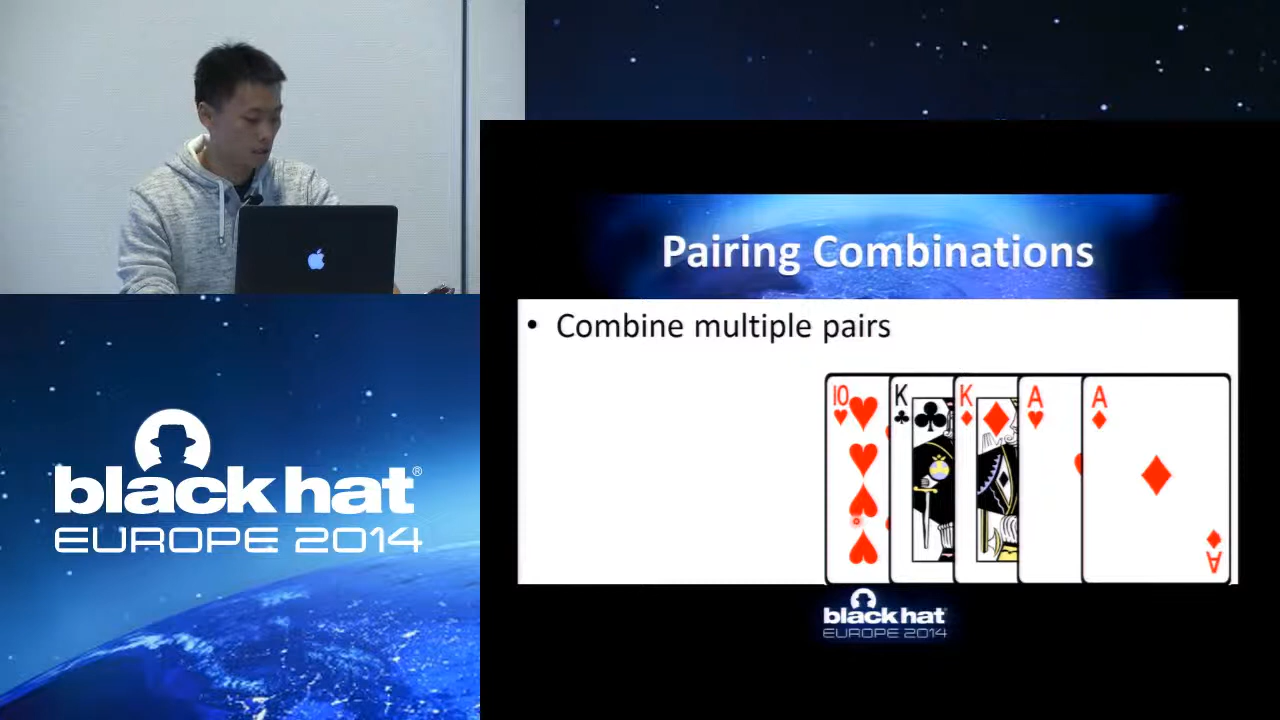 Pairing Combinations
• Combine multiple pairs
10 K K A A
A
black hat®
EUROPE 2014
black hat
EUROPE 2014